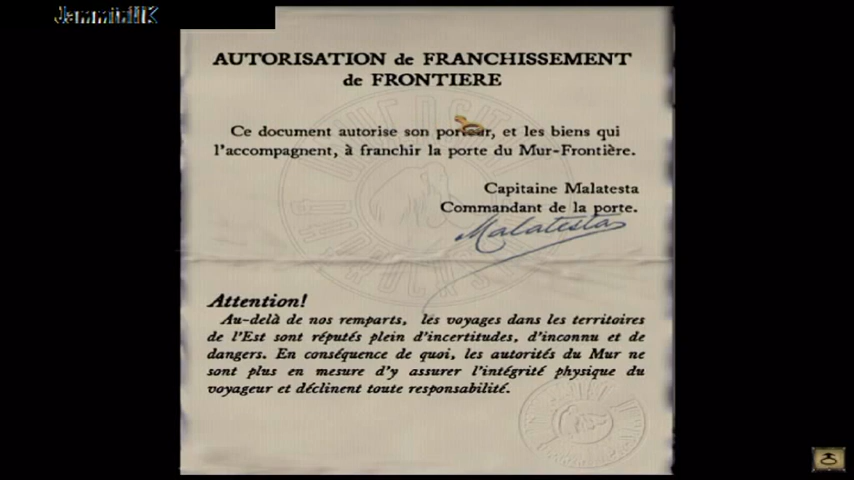 JemmintHK
AUTORISATION de FRANCHISSEMENT
de FRONTIERE
Ce document autorise son porteur, et les biens qui
l'accompagnent, à franchir la porte du Mur-Frontière.
Capitaine Malatesta
Commandant de la porte.
Malatesta
Attention!
Au-delà de nos remparts, les voyages dans les territoires
de l'Est sont réputés plein d'incertitudes, d'inconnu et de
dangers. En conséquence de quoi, les autorités du Mur ne
sont plus en mesure d'y assurer l'intégrité physique du
voyageur et déclinent toute responsabilité.